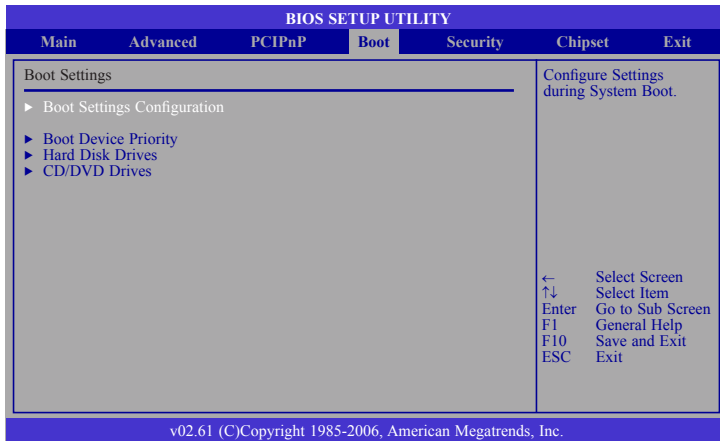 BIOS SETUP UTILITY
Main Advanced PCIPnP Boot Security Chipset Exit
Boot Settings
► Boot Settings Configuration
► Boot Device Priority
► Hard Disk Drives
► CD/DVD Drives
Configure Settings
during System Boot.
← Select Screen
↑↓ Select Item
Enter Go to Sub Screen
F1 General Help
F10 Save and Exit
ESC Exit
v02.61 (C)Copyright 1985-2006, American Megatrends, Inc.